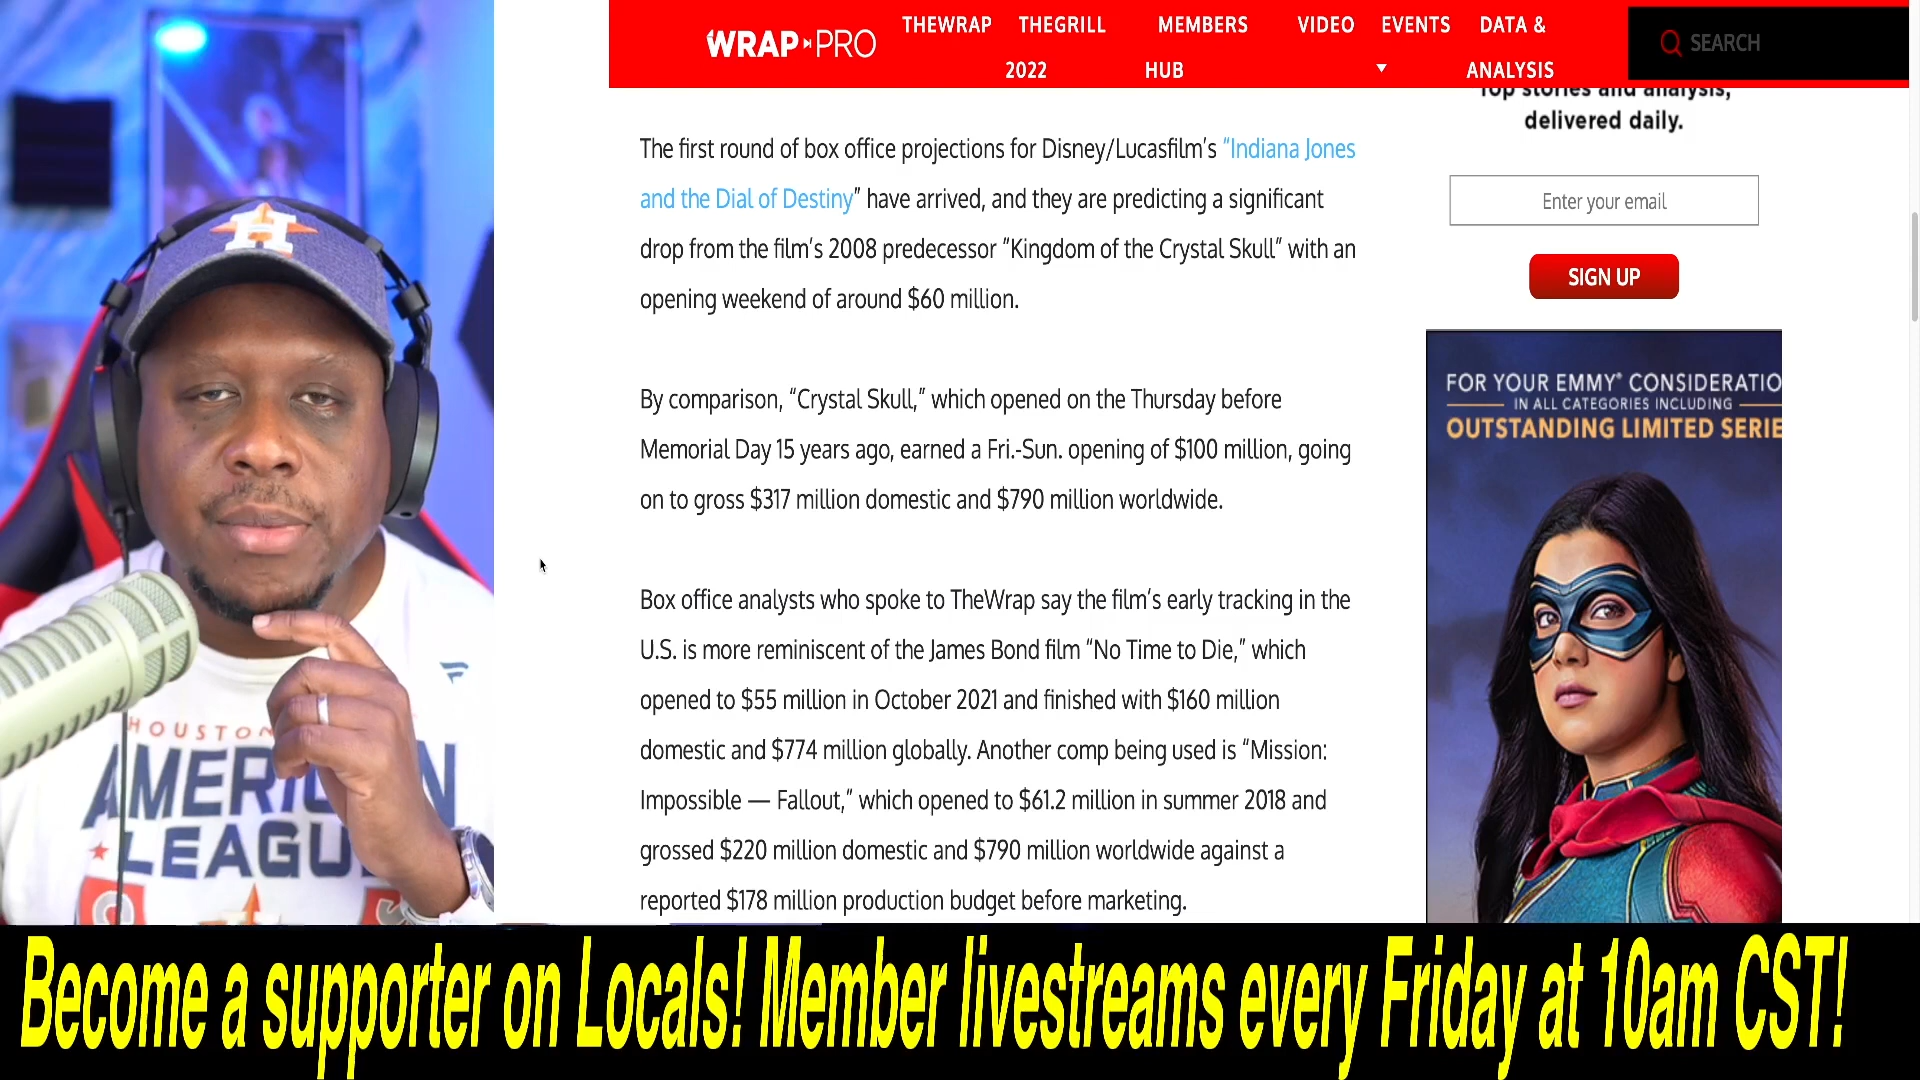 WRAP PRO
THEWRAP THEGRILL MEMBERS VIDEO EVENTS DATA &
2022 HUB ▼ ANALYSIS
SEARCH
Top stories and analysis,
delivered daily.
Enter your email
SIGN UP
The first round of box office projections for Disney/Lucasfilm’s “Indiana Jones
and the Dial of Destiny” have arrived, and they are predicting a significant
drop from the film’s 2008 predecessor “Kingdom of the Crystal Skull” with an
opening weekend of around $60 million.
By comparison, “Crystal Skull,” which opened on the Thursday before
Memorial Day 15 years ago, earned a Fri.-Sun. opening of $100 million, going
on to gross $317 million domestic and $790 million worldwide.
Box office analysts who spoke to TheWrap say the film’s early tracking in the
U.S. is more reminiscent of the James Bond film “No Time to Die,” which
opened to $55 million in October 2021 and finished with $160 million
domestic and $774 million globally. Another comp being used is “Mission:
Impossible — Fallout,” which opened to $61.2 million in summer 2018 and
grossed $220 million domestic and $790 million worldwide against a
reported $178 million production budget before marketing.
FOR YOUR EMMY® CONSIDERATIO
IN ALL CATEGORIES INCLUDING
OUTSTANDING LIMITED SERIE
H
HOUSTON
AMERICAN
LEAGU
Become a supporter on Locals! Member livestreams every Friday at 10am CST!